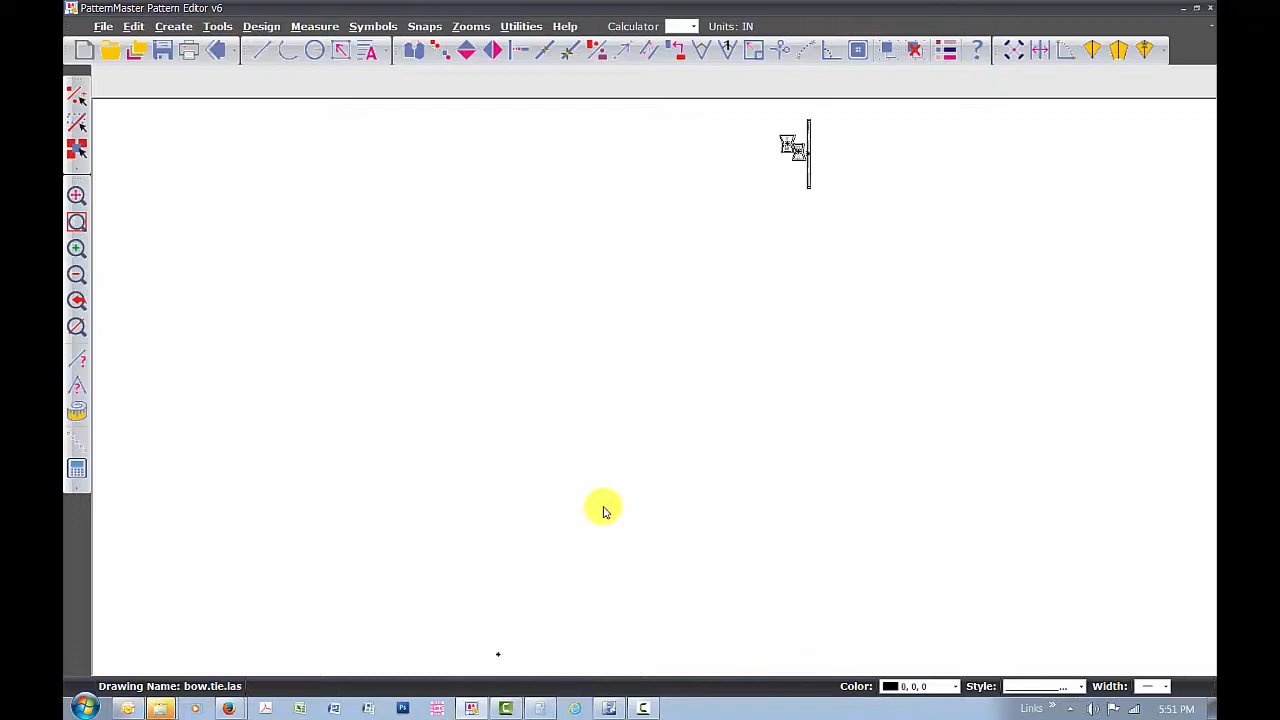 PatternMaster Pattern Editor v6
File Edit Create Tools Design Measure Symbols Snaps Zooms Utilities Help Calculator Units: IN
Drawing Name: bow.tie.las Color: 0, 0, 0 Style: ... Width:
Links 5:51 PM